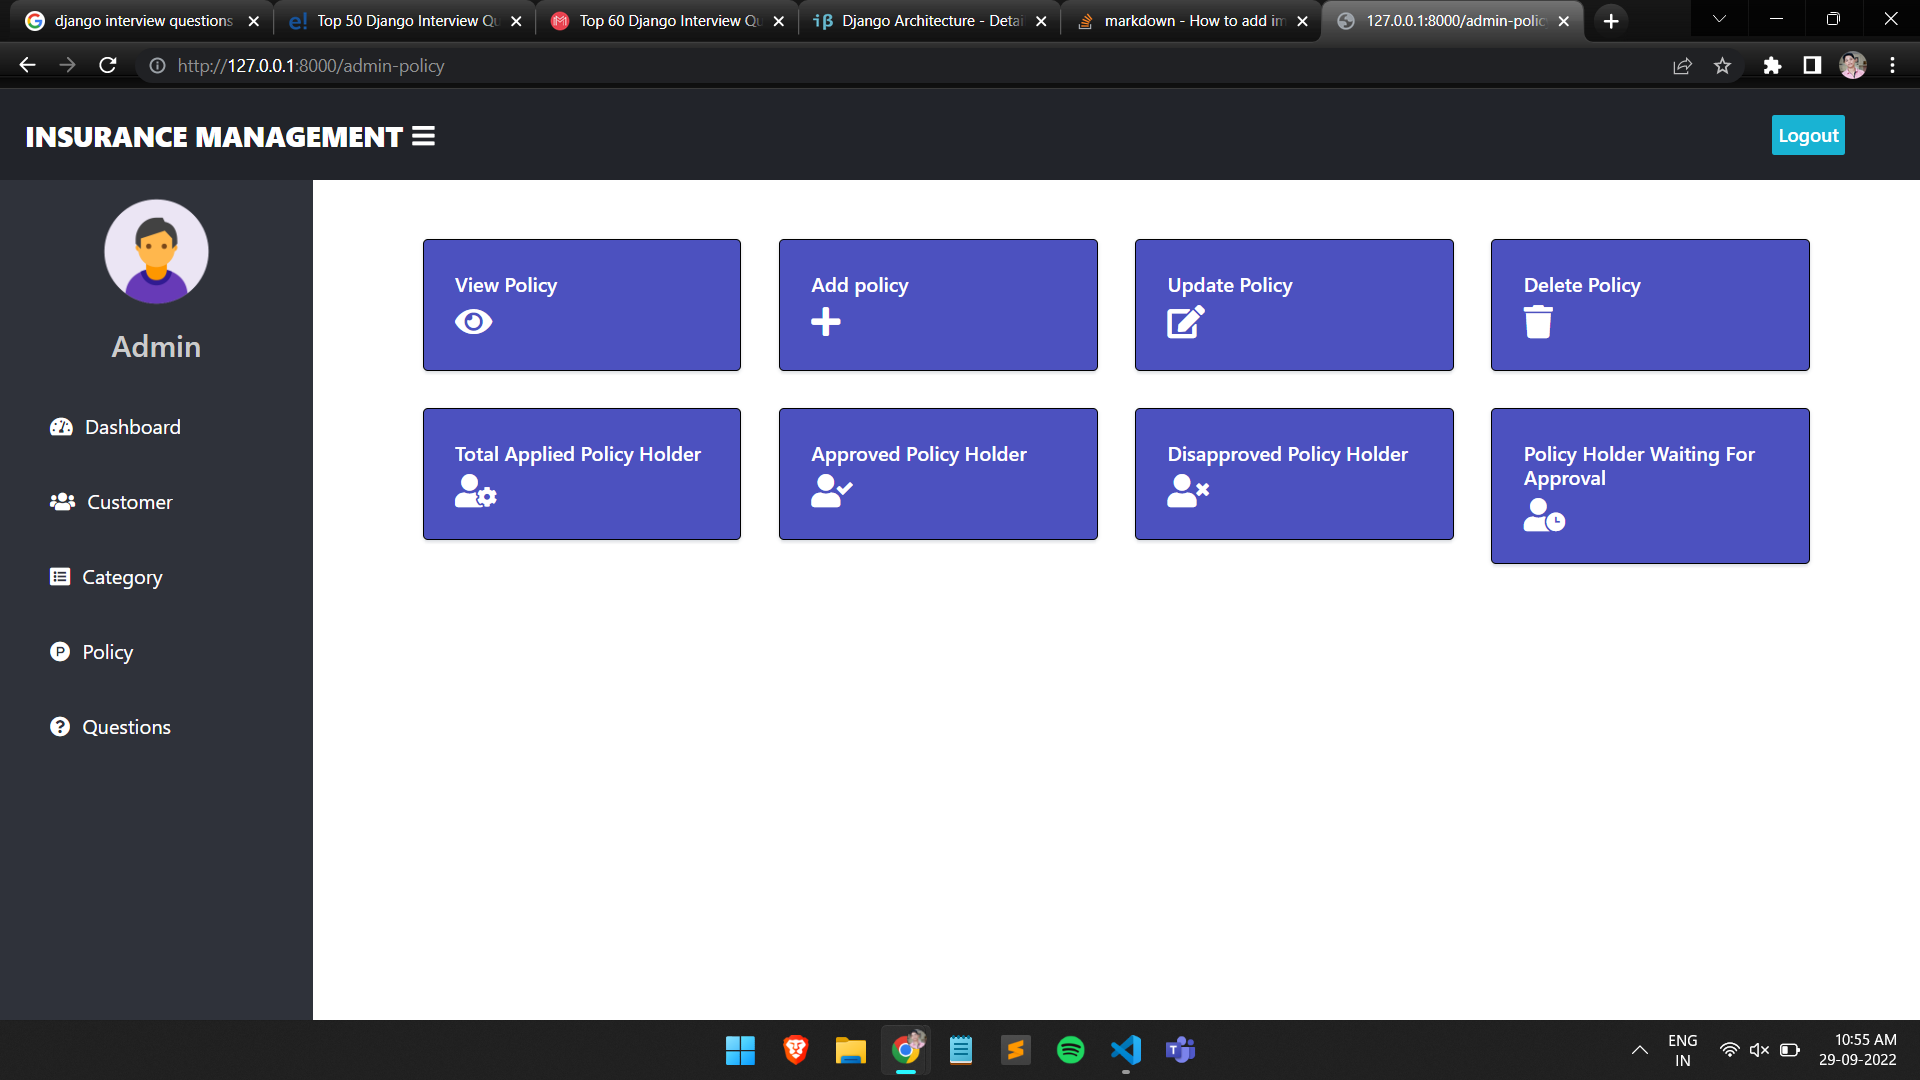 django interview questions
Top 50 Django Interview Qu
Top 60 Django Interview Qu
iβ Django Architecture - Detai
markdown - How to add im
127.0.0.1:8000/admin-polic
http://127.0.0.1:8000/admin-policy
INSURANCE MANAGEMENT
Logout
Admin
Dashboard
Customer
Category
Policy
Questions
View Policy
Add policy
Update Policy
Delete Policy
Total Applied Policy Holder
Approved Policy Holder
Disapproved Policy Holder
Policy Holder Waiting For
Approval
ENG
IN
10:55 AM
29-09-2022